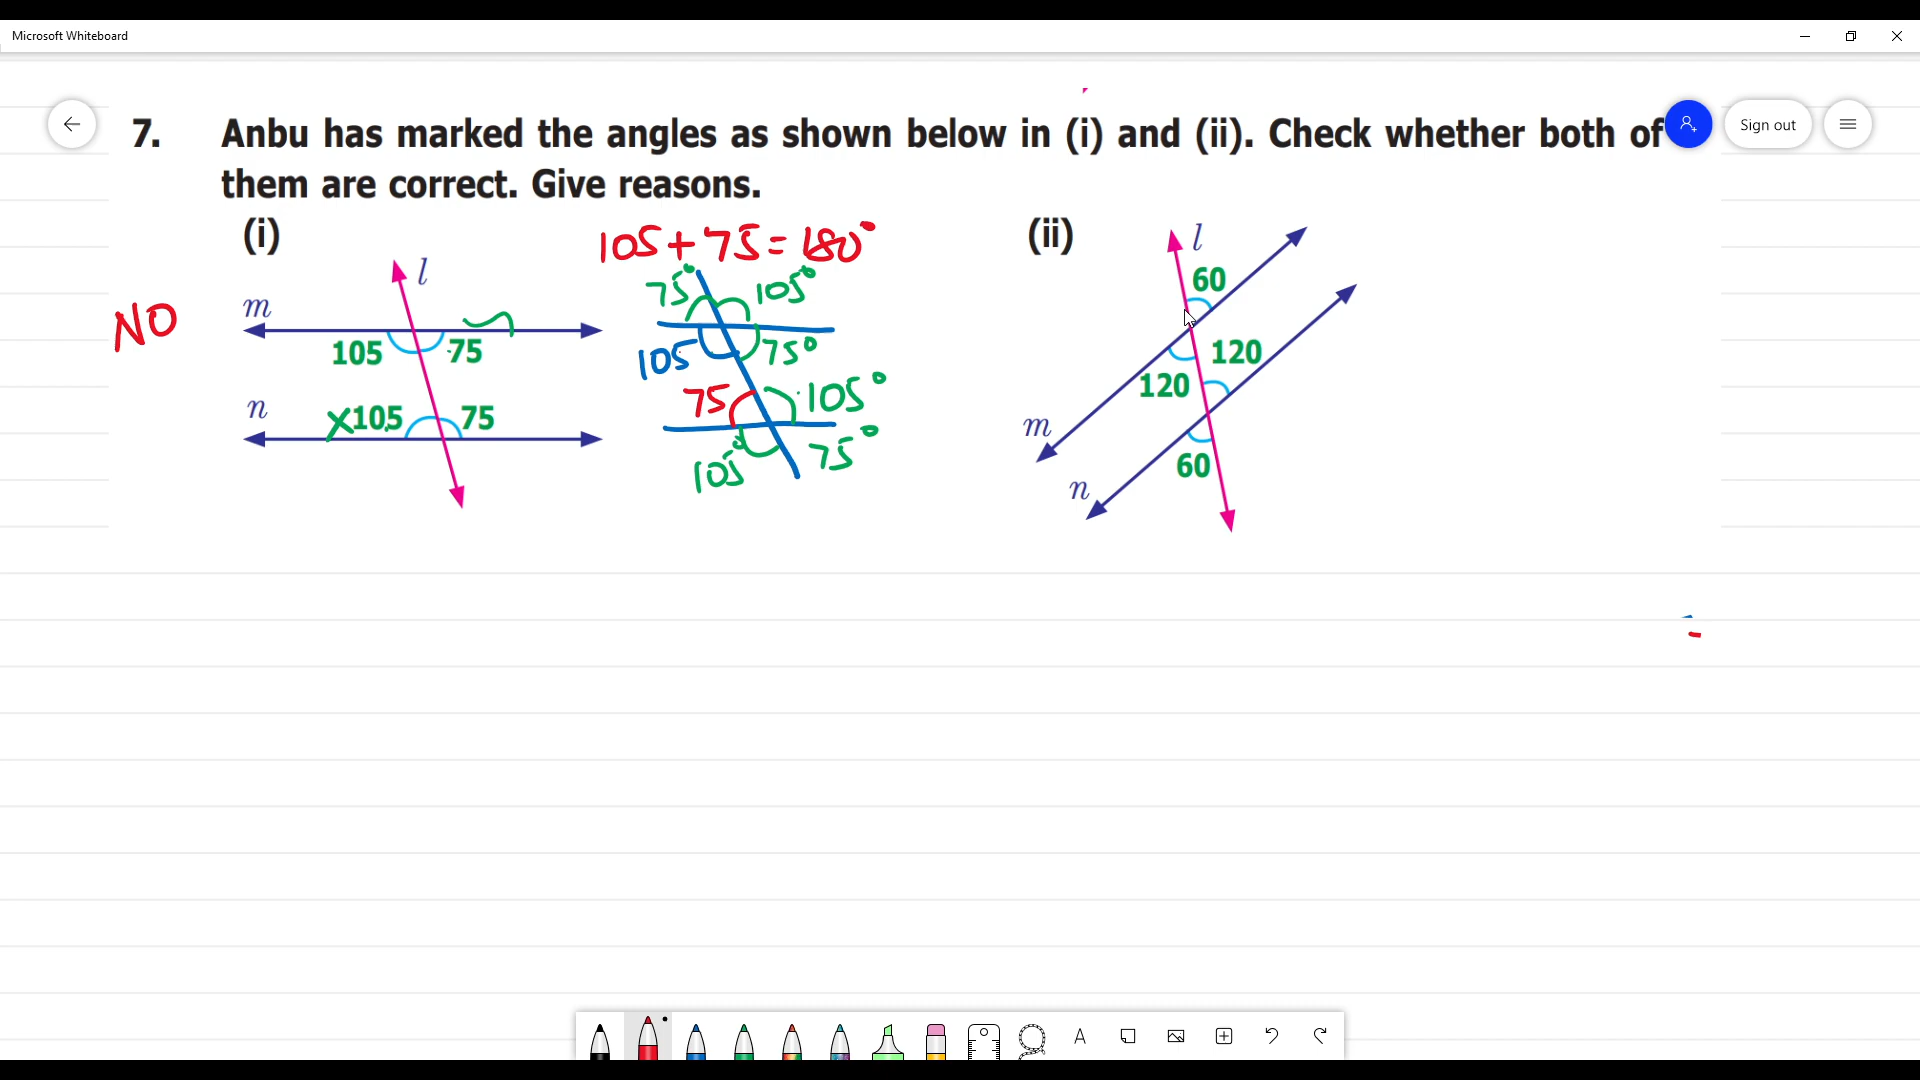 Microsoft Whiteboard
Sign out
7. Anbu has marked the angles as shown below in (i) and (ii). Check whether both of
them are correct. Give reasons.
(i)
NO
l
m
105 75
n
X105 75
105+75=180°
75° 105°
105 75°
75 105°
105° 75°
(ii)
l
60
120
120
m
60
n
A